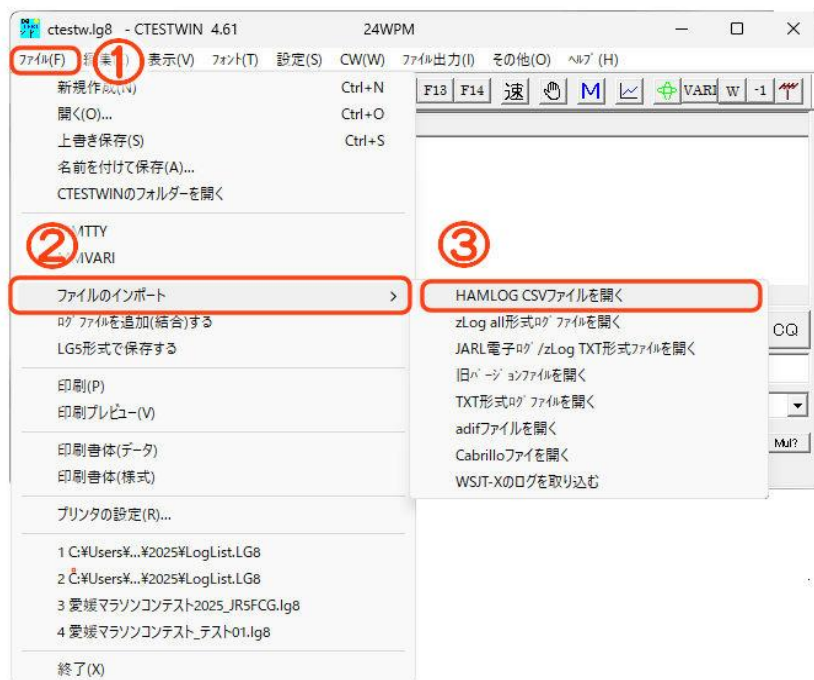 ctestw.lg8 - CTESTWIN 4.61 24WPM
ファイル(F) 表示(V) フォント(T) 設定(S) CW(W) ファイル出力(I) その他(O) ヘルプ(H)
①
新規作成(N) Ctrl+N
F13 F14 速 M VARI W -1
開く(O)... Ctrl+O
上書き保存(S) Ctrl+S
名前を付けて保存(A)...
CTESTWINのフォルダーを開く
②
③
ファイルのインポート >
HAMLOG CSVファイルを開く
ログファイルを追加(結合)する
zLog all形式ログファイルを開く
CQ
LG5形式で保存する
JARL電子ログ/zLog TXT形式ファイルを開く
旧バージョンファイルを開く
印刷(P)
TXT形式ログファイルを開く
印刷プレビュー(V)
adifファイルを開く
Mul?
印刷書体(データ)
Cabrilloファイを開く
印刷書体(様式)
WSJT-Xのログを取り込む
プリンタの設定(R)...
1 C:¥Users¥...¥2025¥LogList.LG8
2 C:¥Users¥...¥2025¥LogList.LG8
3 愛媛マラソンコンテスト2025_JR5FCG.lg8
4 愛媛マラソンコンテスト_テスト01.lg8
終了(X)